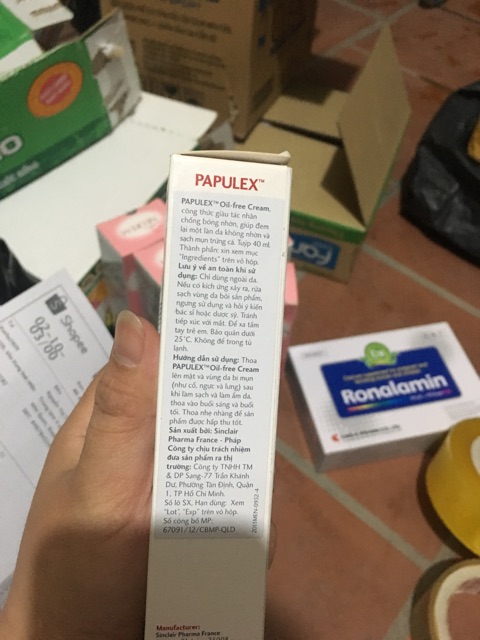 PAPULEX™
PAPULEX™ Oil-free Cream,
công thức giàu tác nhân
chống bóng nhờn, giúp đem
lại một làn da không nhờn và
sạch mụn trứng cá. Tuýp 40 ml.
Thành phần: xin xem mục
"Ingredients" trên vỏ hộp.
Lưu ý về an toàn khi sử
dụng: Chỉ dùng ngoài da.
Nếu có kích ứng xảy ra, rửa
sạch vùng da bôi sản phẩm,
ngưng sử dụng và hỏi ý kiến
bác sĩ hoặc dược sỹ. Tránh
tiếp xúc với mắt. Để xa tầm
tay trẻ em. Bảo quản dưới
25°C. Không để trong tủ
lạnh.
Hướng dẫn sử dụng: Thoa
PAPULEX™ Oil-free Cream
lên mặt và vùng da bị mụn
(như cổ, ngực và lưng) sau
khi làm sạch và làm ẩm da,
thoa vào buổi sáng và buổi
tối. Thoa nhẹ nhàng để sản
phẩm được hấp thu tốt.
Sản xuất bởi: Sinclair
Pharma France - Pháp
Công ty chịu trách nhiệm
đưa sản phẩm ra thị
trường: Công ty TNHH TM
& DP Sang-77 Trần Khánh
Dư, Phường Tân Định, Quận
1, TP Hồ Chí Minh.
Số lô SX, Hạn dùng: Xem
"Lot", "Exp" trên vỏ hộp.
Số công bố MP:
67091/12/CBMP-QLD
Manufacturer:
Sinclair Pharma France
Shopee
Ronalamin